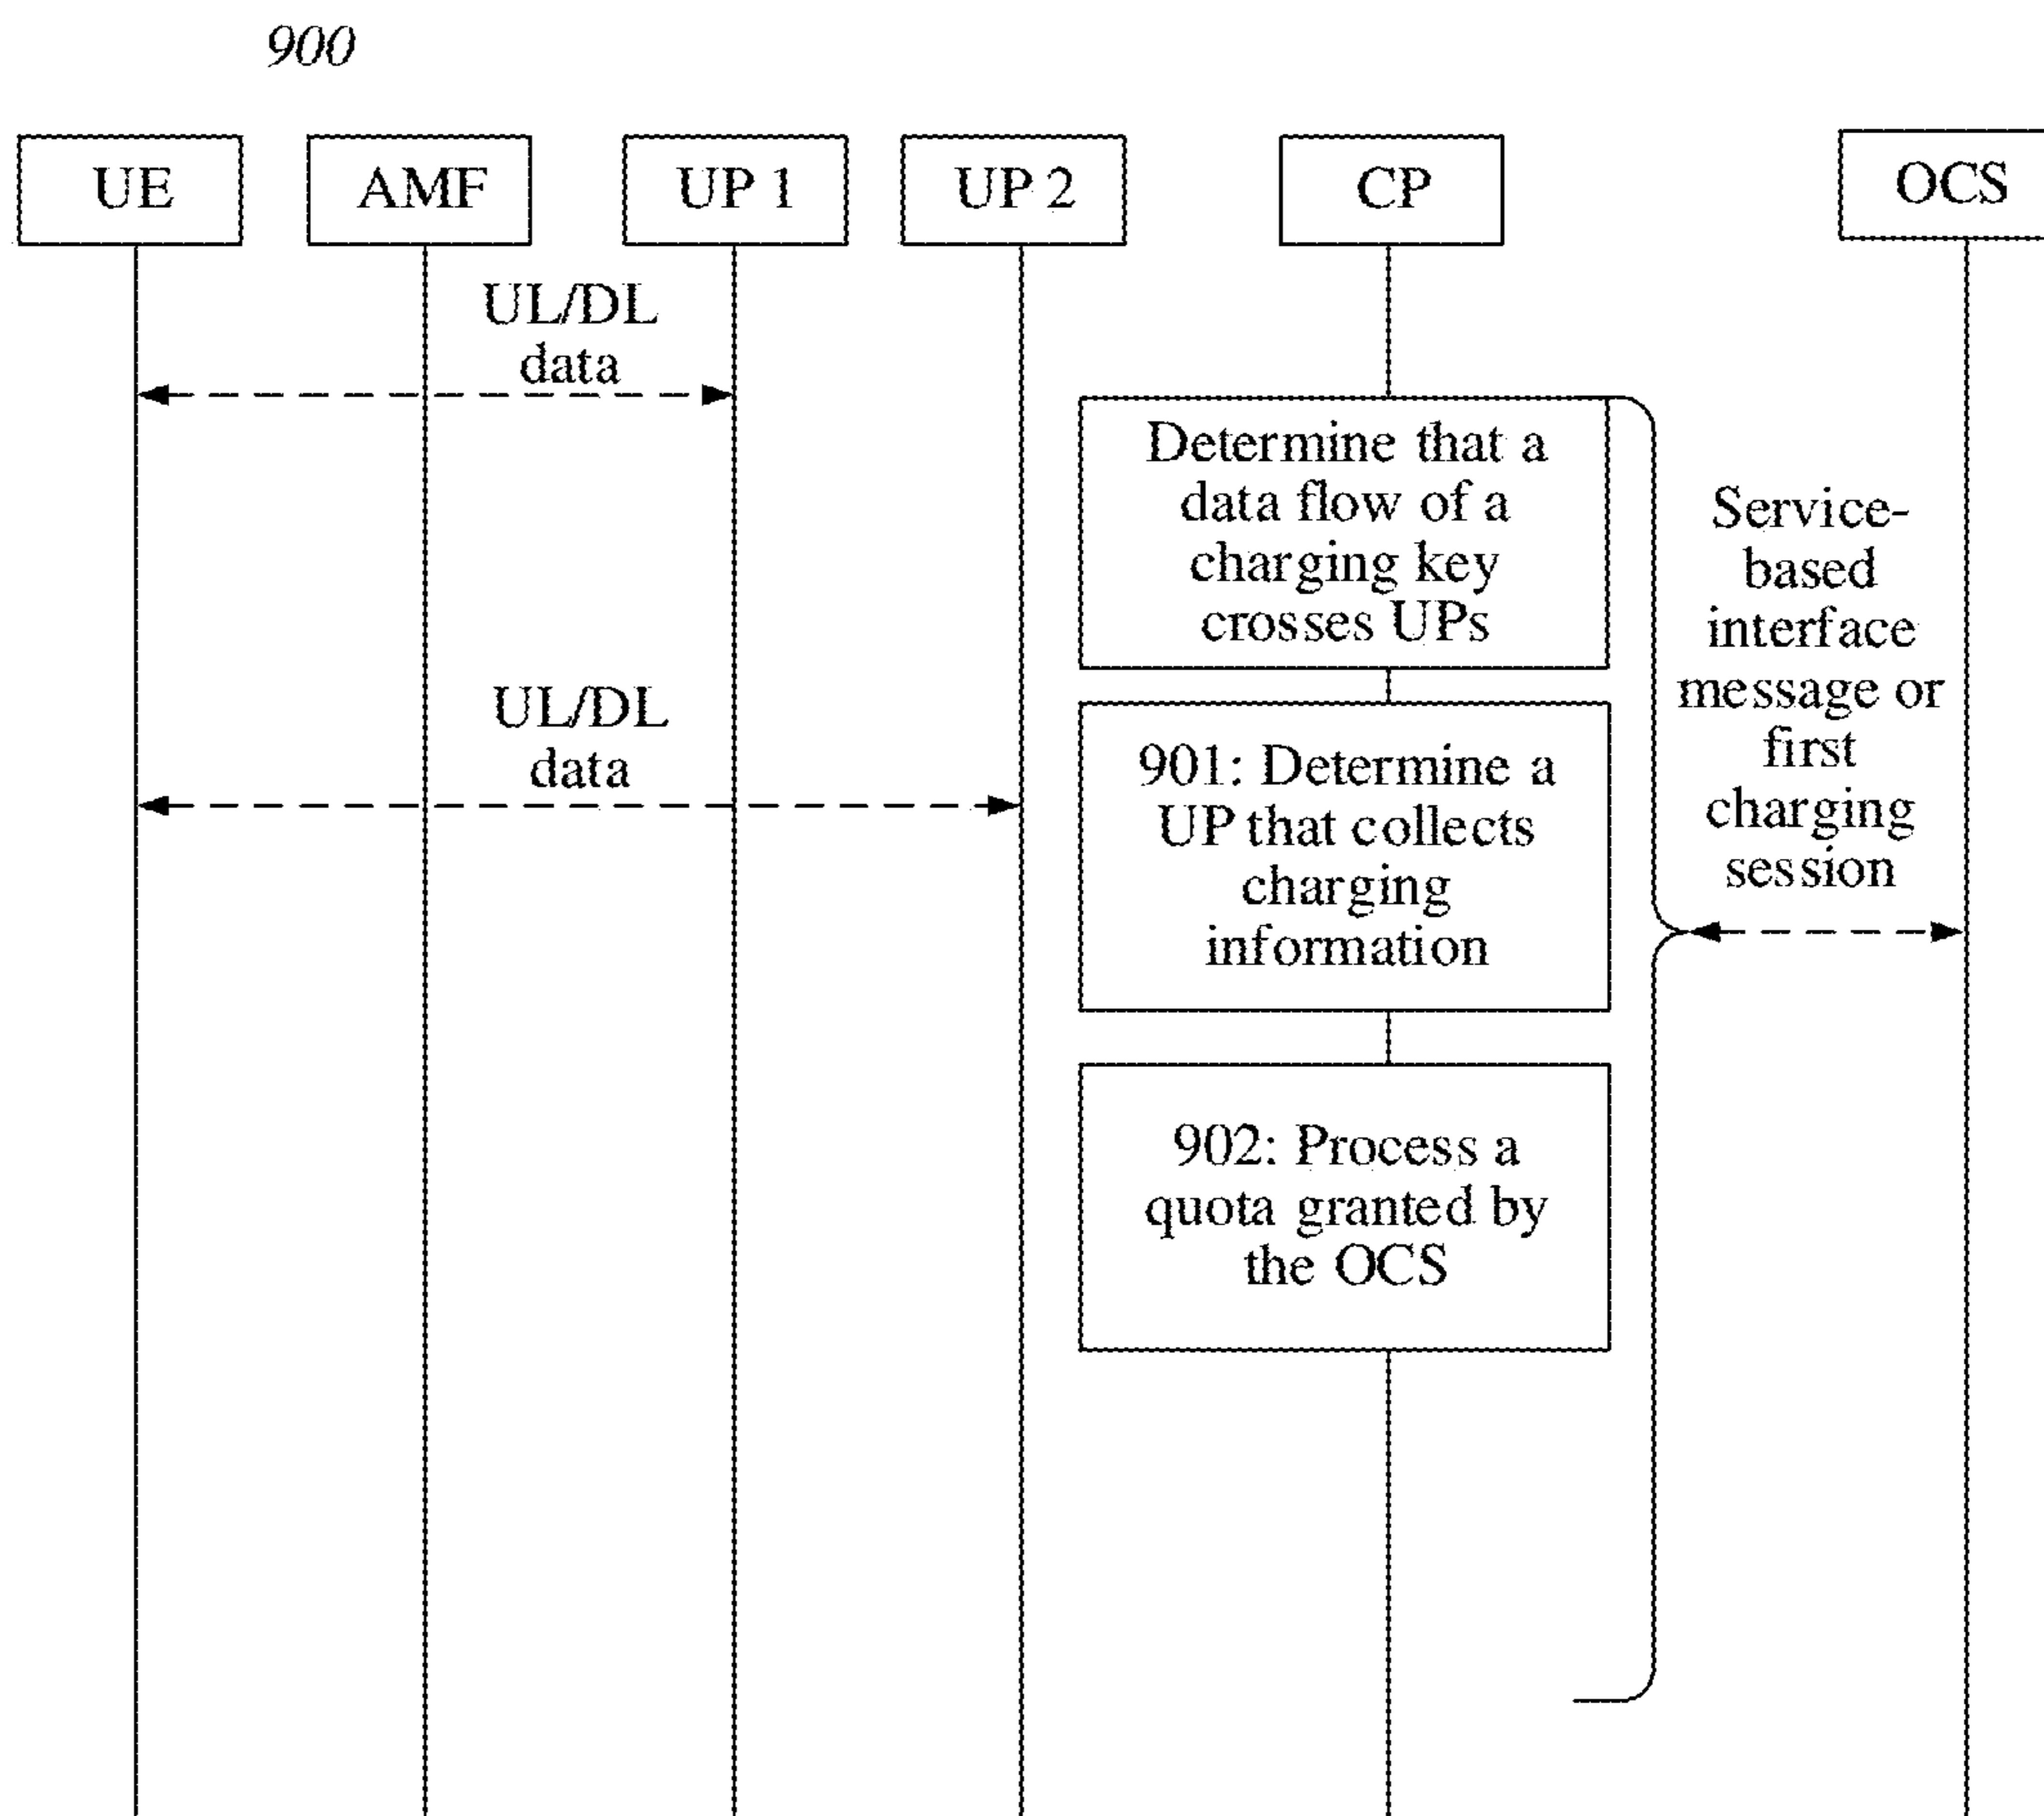 900
UE
AMF
UP 1
UP 2
CP
OCS
UL/DL
data
Determine that a
data flow of a
charging key
crosses UPs
Service-
based
interface
message or
first
charging
session
UL/DL
data
901: Determine a
UP that collects
charging
information
902: Process a
quota granted by
the OCS